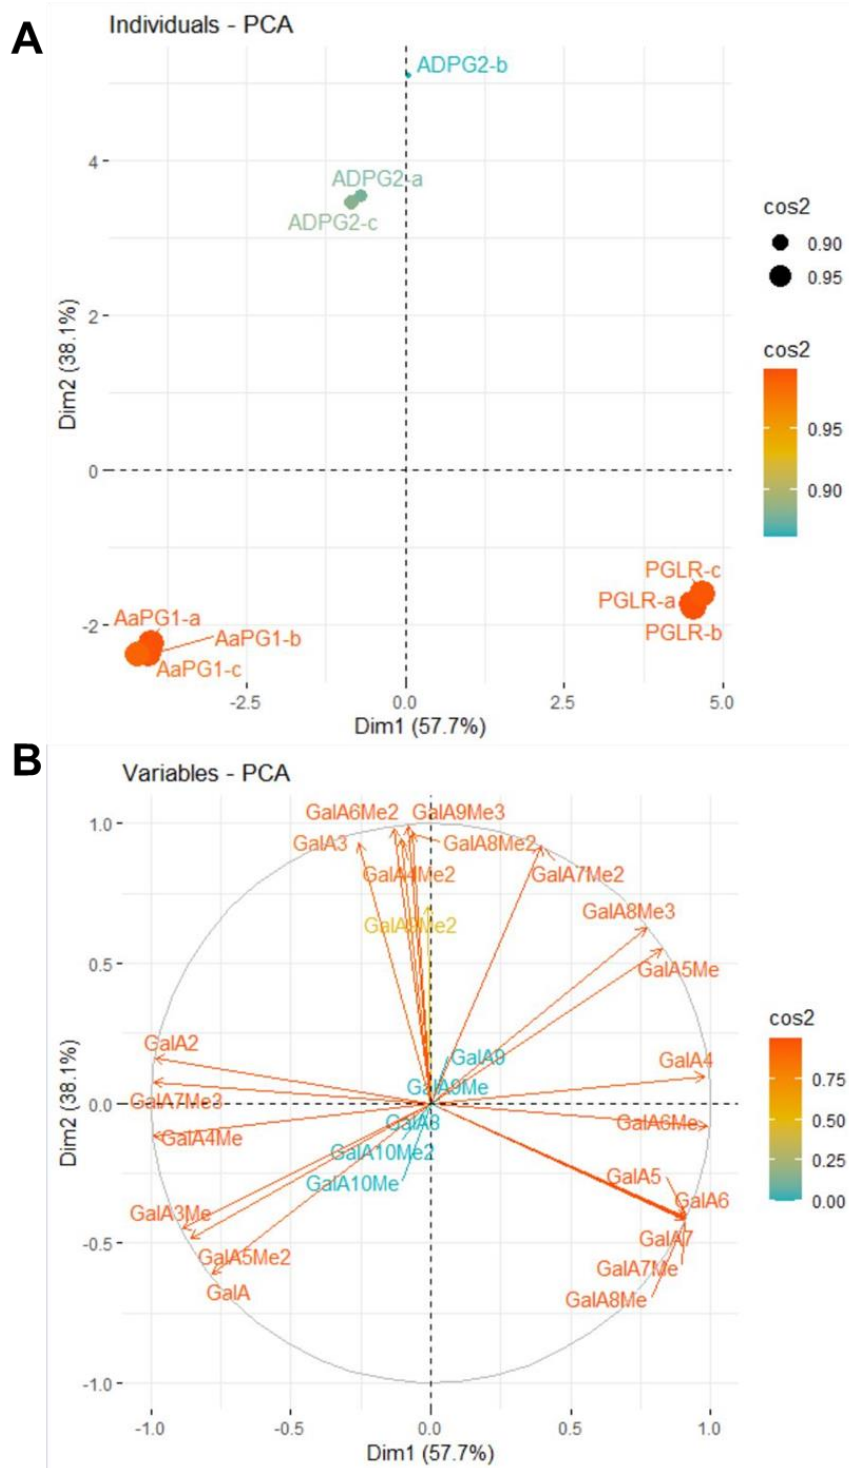 A
Individuals - PCA
ADPG2-b
4
ADPG2-a
ADPG2-c
cos2
0.90
0.95
2
Dim2 (38.1%)
cos2
0.95
0.90
0
PGLR-c
PGLR-a
PGLR-b
AaPG1-a
AaPG1-b
AaPG1-c
-2
-2.5 0.0 2.5 5.0
Dim1 (57.7%)
B
Variables - PCA
GalA6Me2 GalA9Me3
1.0
GalA3 GalA8Me2
GalA4Me2 GalA7Me2
GalA8Me3
GalA9Me2
0.5
GalA5Me
GalA2 GalA9 GalA4
GalA9Me
0.0
GalA7Me3 GalA6Me
GalA4Me GalA8
GalA10Me2
GalA10Me GalA5
GalA6
GalA3Me
GalA7
-0.5
GalA5Me2
GalA7Me
GalA GalA8Me
-1.0
Dim2 (38.1%)
cos2
0.75
0.50
0.25
0.00
-1.0 -0.5 0.0 0.5 1.0
Dim1 (57.7%)